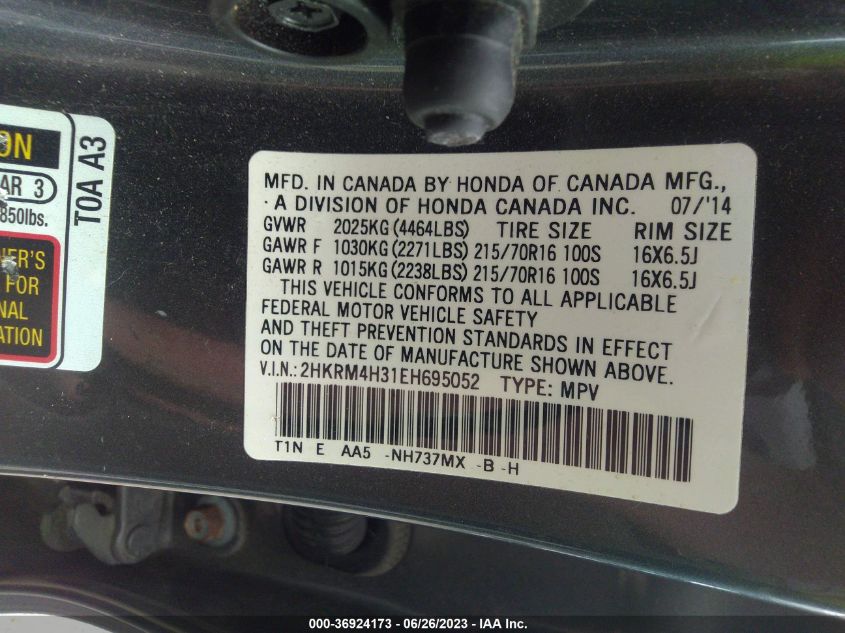 ON
AR 3
850lbs.
T0A A3
ER'S
FOR
NAL
ATION
MFD. IN CANADA BY HONDA OF CANADA MFG.,
A DIVISION OF HONDA CANADA INC. 07/'14
GVWR 2025KG (4464LBS) TIRE SIZE RIM SIZE
GAWR F 1030KG (2271LBS) 215/70R16 100S 16X6.5J
GAWR R 1015KG (2238LBS) 215/70R16 100S 16X6.5J
THIS VEHICLE CONFORMS TO ALL APPLICABLE
FEDERAL MOTOR VEHICLE SAFETY
AND THEFT PREVENTION STANDARDS IN EFFECT
ON THE DATE OF MANUFACTURE SHOWN ABOVE.
V.I.N.: 2HKRM4H31EH695052 TYPE: MPV
T1N E AA5 -NH737MX -B -H
000-36924173 — 06/26/2023 — IAA Inc.